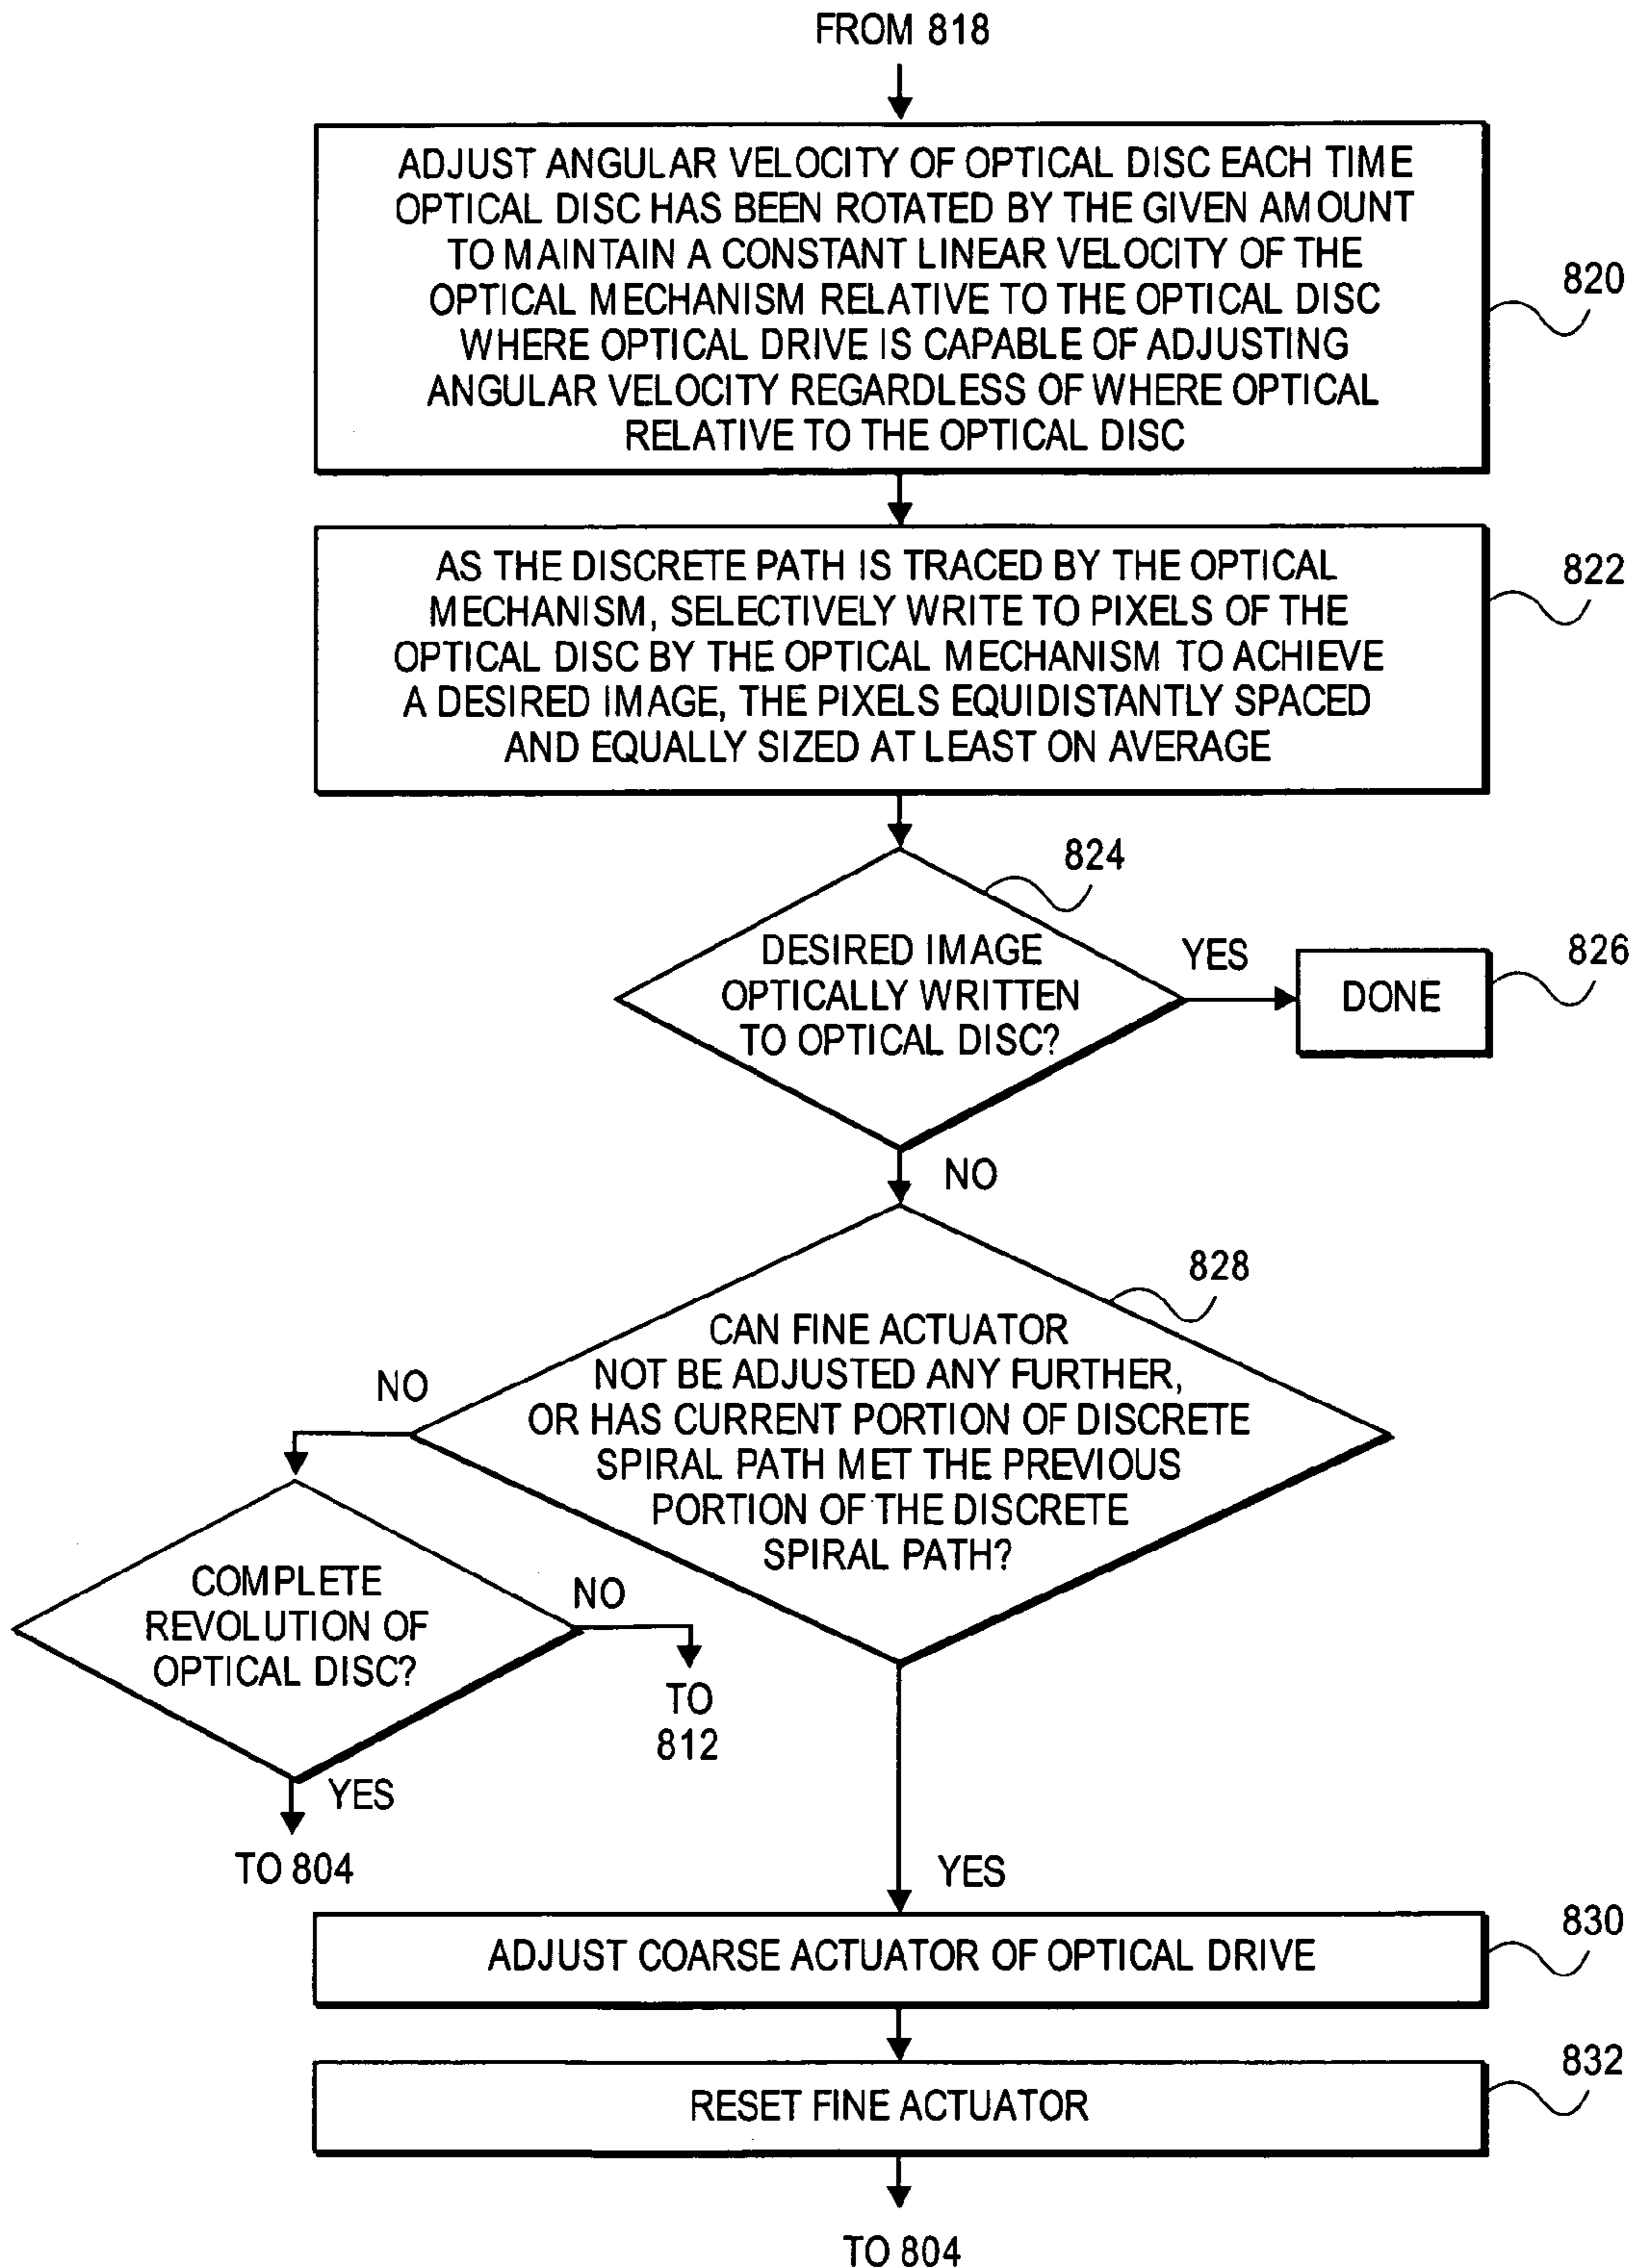 FROM 818
ADJUST ANGULAR VELOCITY OF OPTICAL DISC EACH TIME
OPTICAL DISC HAS BEEN ROTATED BY THE GIVEN AMOUNT
TO MAINTAIN A CONSTANT LINEAR VELOCITY OF THE
OPTICAL MECHANISM RELATIVE TO THE OPTICAL DISC
WHERE OPTICAL DRIVE IS CAPABLE OF ADJUSTING
ANGULAR VELOCITY REGARDLESS OF WHERE OPTICAL
RELATIVE TO THE OPTICAL DISC
820
AS THE DISCRETE PATH IS TRACED BY THE OPTICAL
MECHANISM, SELECTIVELY WRITE TO PIXELS OF THE
OPTICAL DISC BY THE OPTICAL MECHANISM TO ACHIEVE
A DESIRED IMAGE, THE PIXELS EQUIDISTANTLY SPACED
AND EQUALLY SIZED AT LEAST ON AVERAGE
822
824
DESIRED IMAGE
OPTICALLY WRITTEN
TO OPTICAL DISC?
YES
DONE
826
NO
828
CAN FINE ACTUATOR
NOT BE ADJUSTED ANY FURTHER,
OR HAS CURRENT PORTION OF DISCRETE
SPIRAL PATH MET THE PREVIOUS
PORTION OF THE DISCRETE
SPIRAL PATH?
NO
COMPLETE
REVOLUTION OF
OPTICAL DISC?
NO
TO
812
YES
TO 804
YES
ADJUST COARSE ACTUATOR OF OPTICAL DRIVE
830
RESET FINE ACTUATOR
832
TO 804